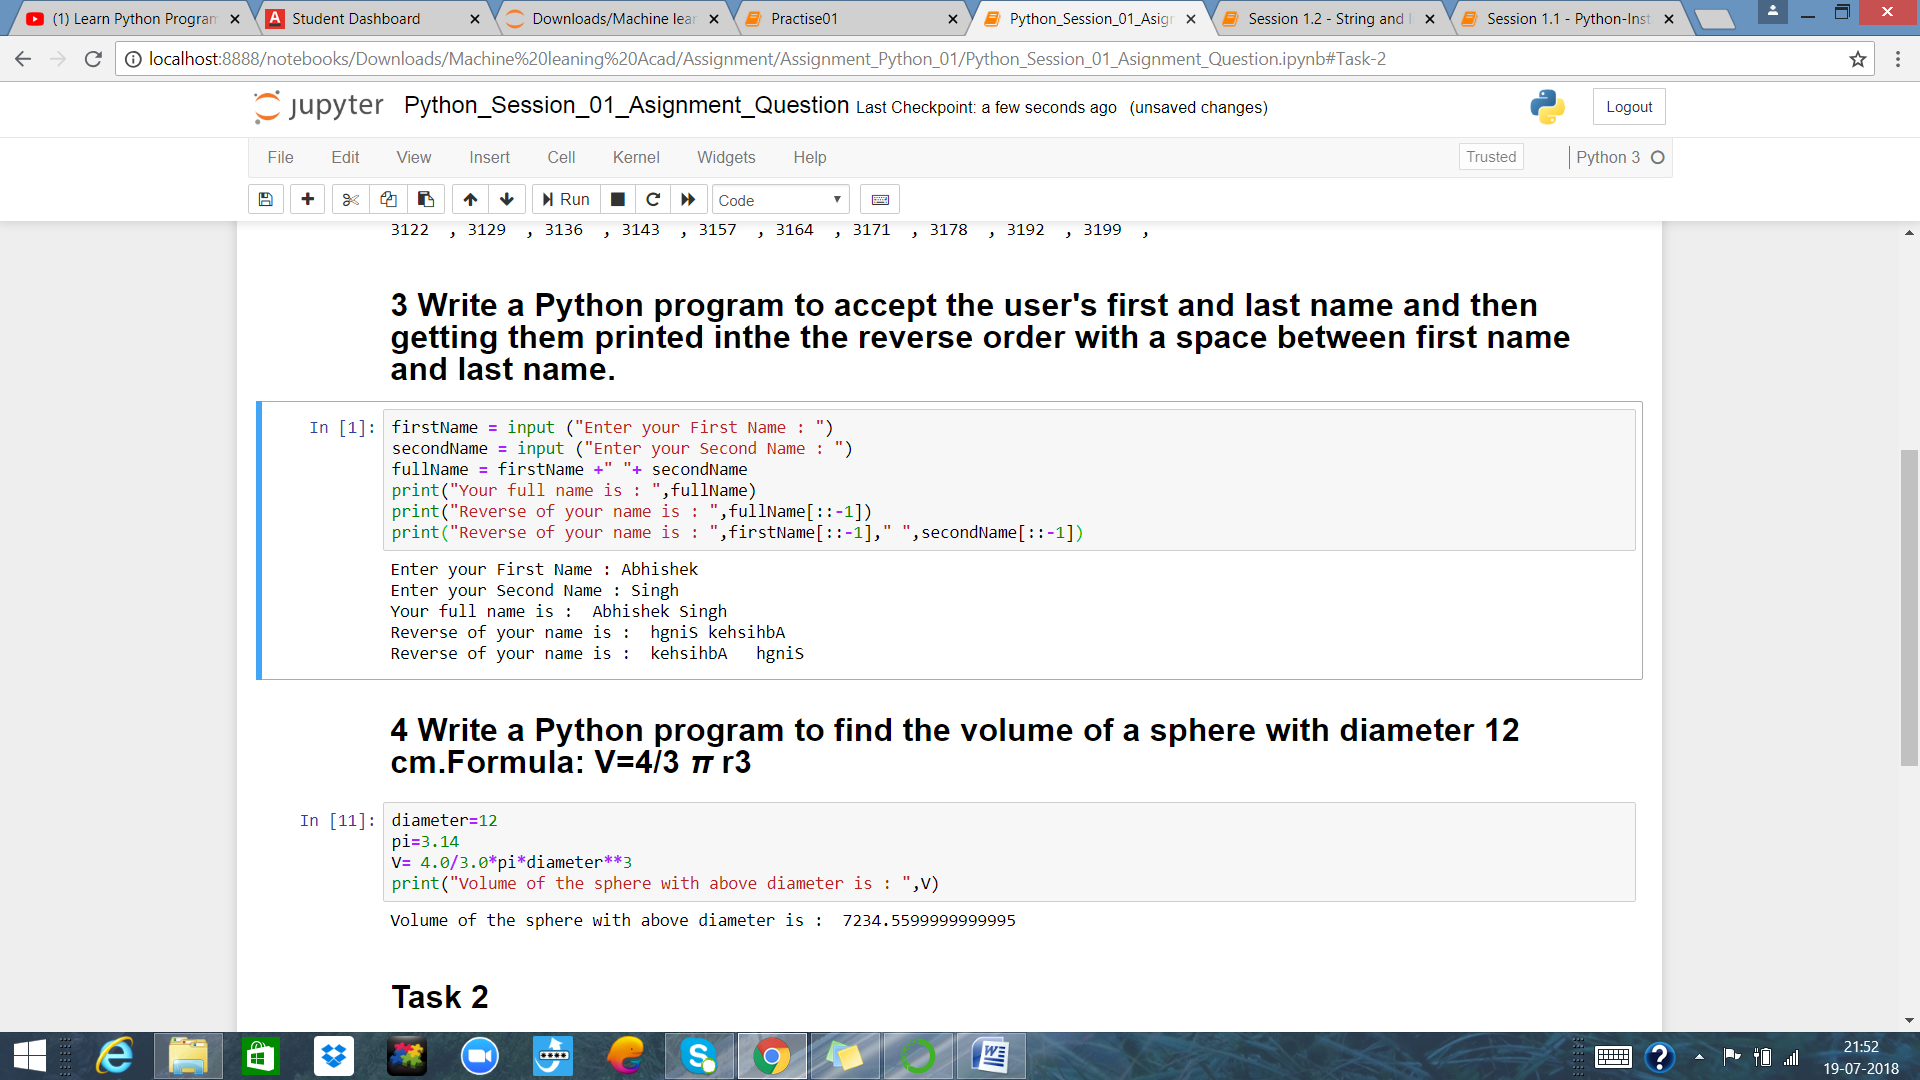 (1) Learn Python Program
Student Dashboard
Downloads/Machine lear
Practise01
Python_Session_01_Asign
Session 1.2 - String and I
Session 1.1 - Python-Inst
localhost:8888/notebooks/Downloads/Machine%20leaning%20Acad/Assignment/Assignment_Python_01/Python_Session_01_Asignment_Question.ipynb#Task-2
jupyter Python_Session_01_Asignment_Question Last Checkpoint: a few seconds ago (unsaved changes)
Logout
File Edit View Insert Cell Kernel Widgets Help
Trusted
Python 3
Run
Code
3122 , 3129 , 3136 , 3143 , 3157 , 3164 , 3171 , 3178 , 3192 , 3199 ,
3 Write a Python program to accept the user's first and last name and then
getting them printed inthe the reverse order with a space between first name
and last name.
In [1]:
firstName = input ("Enter your First Name : ")
secondName = input ("Enter your Second Name : ")
fullName = firstName +" "+ secondName
print("Your full name is : ",fullName)
print("Reverse of your name is : ",fullName[::-1])
print("Reverse of your name is : ",firstName[::-1]," ",secondName[::-1])
Enter your First Name : Abhishek
Enter your Second Name : Singh
Your full name is :  Abhishek Singh
Reverse of your name is :  hgniS kehsihbA
Reverse of your name is :  kehsihbA   hgniS
4 Write a Python program to find the volume of a sphere with diameter 12
cm.Formula: V=4/3 π r3
In [11]:
diameter=12
pi=3.14
V= 4.0/3.0*pi*diameter**3
print("Volume of the sphere with above diameter is : ",V)
Volume of the sphere with above diameter is :  7234.5599999999995
Task 2
21:52
19-07-2018